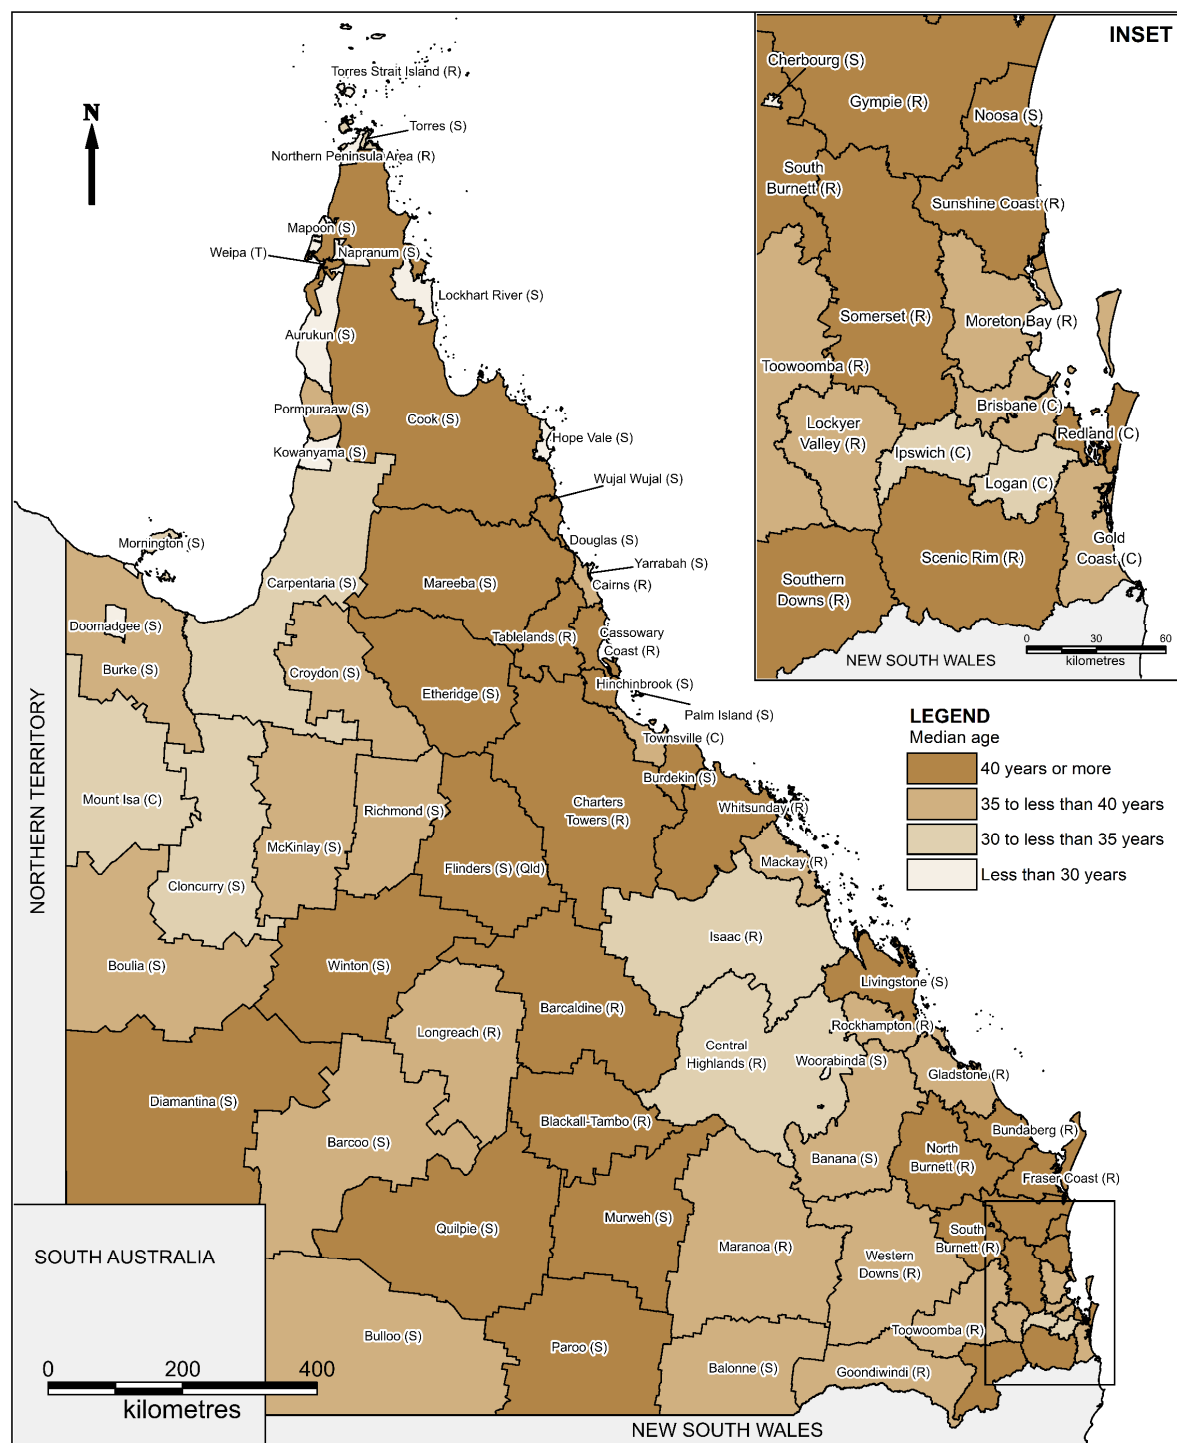 INSET
Cherbourg (S)
Gympie (R)
Noosa (S)
South
Burnett (R)
Sunshine Coast (R)
Somerset (R)
Moreton Bay (R)
Toowoomba (R)
Brisbane (C)
Lockyer
Valley (R)
Redland (C)
Ipswich (C)
Logan (C)
Gold
Coast (C)
Scenic Rim (R)
Southern
Downs (R)
NEW SOUTH WALES
0 30 60
kilometres
N
Torres Strait Island (R)
Torres (S)
Northern Peninsula Area (R)
Mapoon (S)
Weipa (T)
Napranum (S)
Lockhart River (S)
Aurukun (S)
Pormpuraaw (S)
Cook (S)
Hope Vale (S)
Kowanyama (S)
Wujal Wujal (S)
Mornington (S)
Douglas (S)
Yarrabah (S)
Carpentaria (S)
Mareeba (S)
Cairns (R)
Doomadgee (S)
Tablelands (R)
Cassowary
Coast (R)
Burke (S)
Croydon (S)
Etheridge (S)
Hinchinbrook (S)
Palm Island (S)
Townsville (C)
Burdekin (S)
Mount Isa (C)
Richmond (S)
Charters
Towers (R)
Whitsunday (R)
McKinlay (S)
Mackay (R)
Flinders (S) (Qld)
Cloncurry (S)
NORTHERN TERRITORY
LEGEND
Median age
40 years or more
35 to less than 40 years
30 to less than 35 years
Less than 30 years
Isaac (R)
Boulia (S)
Winton (S)
Livingstone (S)
Barcaldine (R)
Longreach (R)
Rockhampton (R)
Central
Highlands (R)
Woorabinda (S)
Gladstone (R)
Diamantina (S)
Blackall-Tambo (R)
Barcoo (S)
Bundaberg (R)
North
Burnett (R)
Banana (S)
Fraser Coast (R)
Quilpie (S)
Murweh (S)
Maranoa (R)
South
Burnett (R)
Western
Downs (R)
SOUTH AUSTRALIA
Bulloo (S)
Paroo (S)
Toowoomba (R)
Balonne (S)
Goondiwindi (R)
0 200 400
kilometres
NEW SOUTH WALES